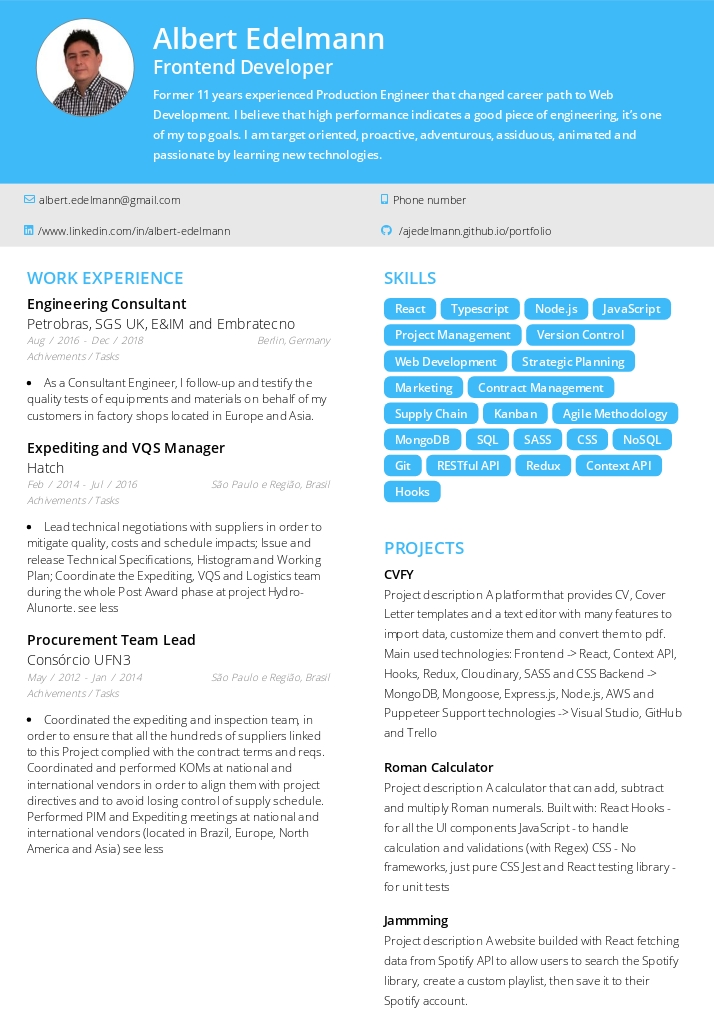 Albert Edelmann
Frontend Developer
Former 11 years experienced Production Engineer that changed career path to Web
Development. I believe that high performance indicates a good piece of engineering, it's one
of my top goals. I am target oriented, proactive, adventurous, assiduous, animated and
passionate by learning new technologies.
albert.edelmann@gmail.com
Phone number
/www.linkedin.com/in/albert-edelmann
/ajedelmann.github.io/portfolio
WORK EXPERIENCE
Engineering Consultant
Petrobras, SGS UK, E&IM and Embratecno
Aug / 2016 - Dec / 2018
Berlin, Germany
Achivements / Tasks
• As a Consultant Engineer, I follow-up and testify the
quality tests of equipments and materials on behalf of my
customers in factory shops located in Europe and Asia.
Expediting and VQS Manager
Hatch
Feb / 2014 - Jul / 2016
São Paulo e Região, Brasil
Achivements / Tasks
• Lead technical negotiations with suppliers in order to
mitigate quality, costs and schedule impacts; Issue and
release Technical Specifications, Histogram and Working
Plan; Coordinate the Expediting, VQS and Logistics team
during the whole Post Award phase at project Hydro-
Alunorte. see less
Procurement Team Lead
Consórcio UFN3
May / 2012 - Jan / 2014
São Paulo e Região, Brasil
Achivements / Tasks
• Coordinated the expediting and inspection team, in
order to ensure that all the hundreds of suppliers linked
to this Project complied with the contract terms and reqs.
Coordinated and performed KOMs at national and
international vendors in order to align them with project
directives and to avoid losing control of supply schedule.
Performed PIM and Expediting meetings at national and
international vendors (located in Brazil, Europe, North
America and Asia) see less
SKILLS
React Typescript Node.js JavaScript
Project Management Version Control
Web Development Strategic Planning
Marketing Contract Management
Supply Chain Kanban Agile Methodology
MongoDB SQL SASS CSS NoSQL
Git RESTful API Redux Context API
Hooks
PROJECTS
CVFY
Project description A platform that provides CV, Cover
Letter templates and a text editor with many features to
import data, customize them and convert them to pdf.
Main used technologies: Frontend -> React, Context API,
Hooks, Redux, Cloudinary, SASS and CSS Backend ->
MongoDB, Mongoose, Express.js, Node.js, AWS and
Puppeteer Support technologies -> Visual Studio, GitHub
and Trello
Roman Calculator
Project description A calculator that can add, subtract
and multiply Roman numerals. Built with: React Hooks -
for all the UI components JavaScript - to handle
calculation and validations (with Regex) CSS - No
frameworks, just pure CSS Jest and React testing library -
for unit tests
Jammming
Project description A website builded with React fetching
data from Spotify API to allow users to search the Spotify
library, create a custom playlist, then save it to their
Spotify account.